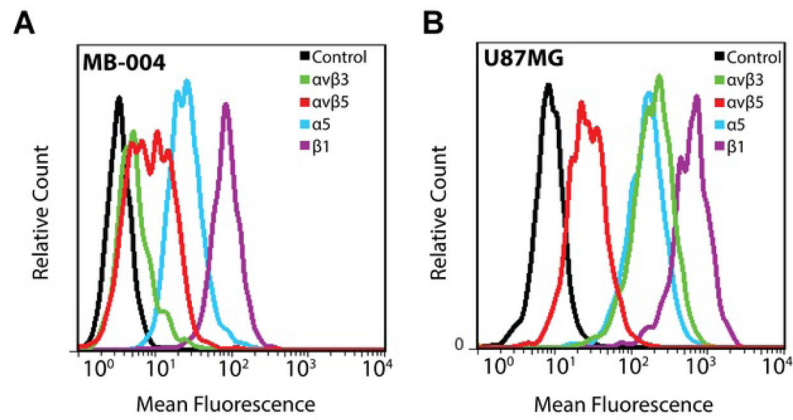 A
MB-004
Control
αvβ3
αvβ5
α5
β1
Relative Count
10⁰ 10¹ 10² 10³ 10⁴
Mean Fluorescence
B
U87MG
Control
αvβ3
αvβ5
α5
β1
Relative Count
0
10⁰ 10¹ 10² 10³ 10⁴
Mean Fluorescence